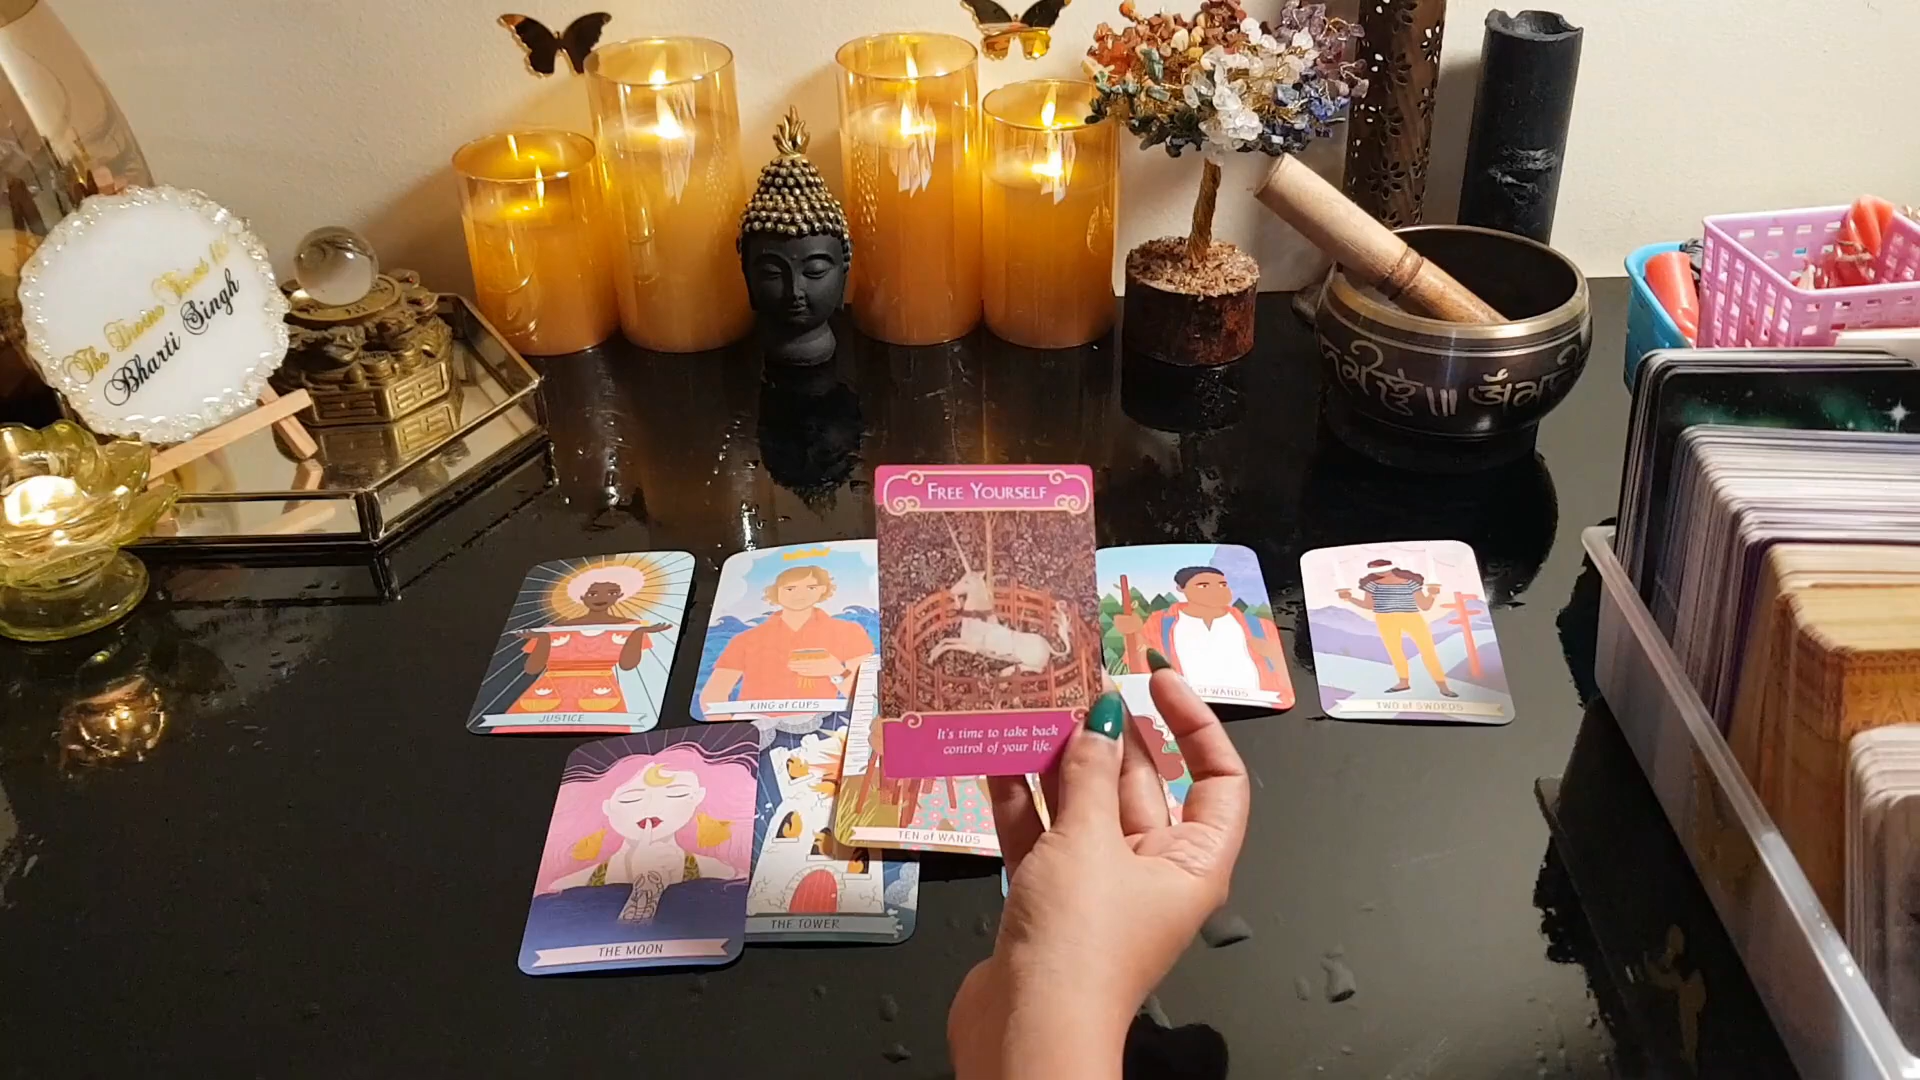 The Divine Tarot 111
Bharti Singh
FREE YOURSELF
It's time to take back
control of your life.
JUSTICE
KING of CUPS
of WANDS
TWO of SWORDS
TEN of WANDS
THE TOWER
THE MOON